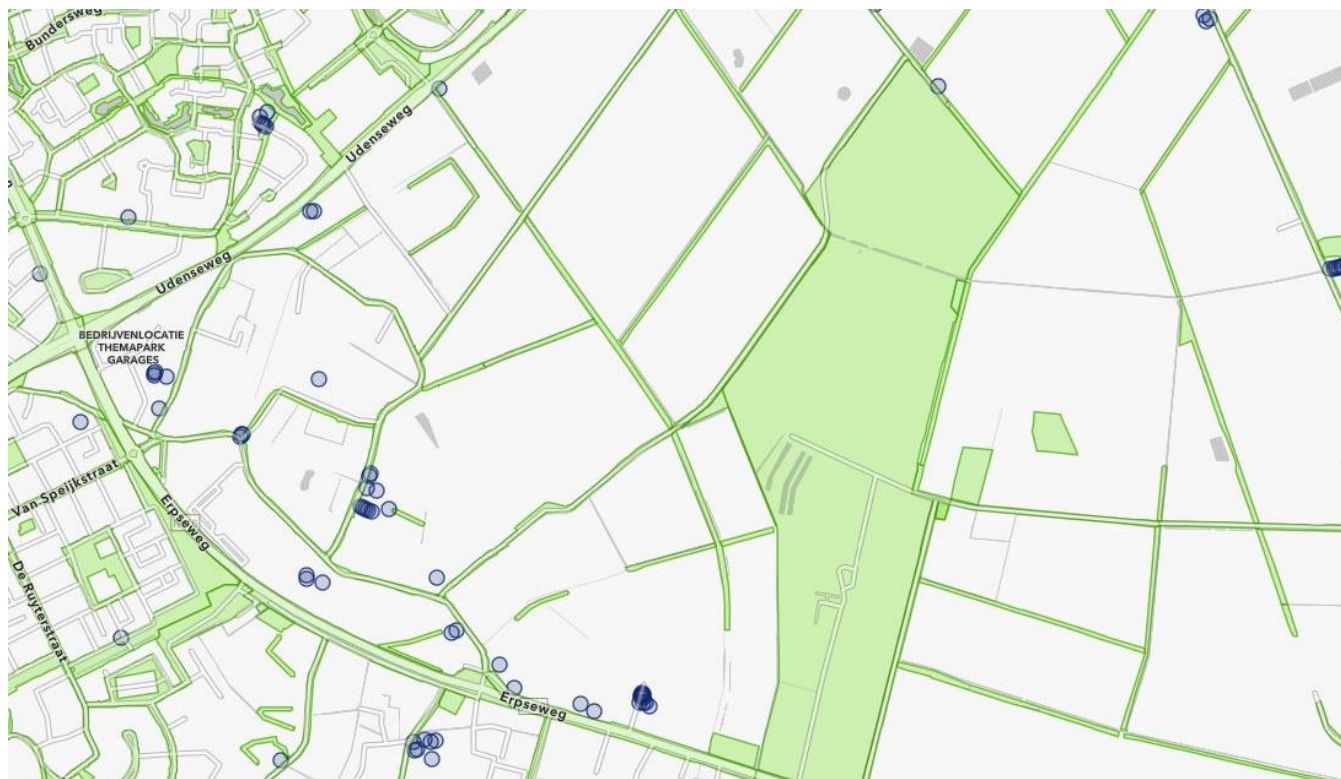 Bundersweg
Udenseweg
Udenseweg
BEDRIJVENLOCATIE
THEMAPARK
GARAGES
Van Speijkstraat
Erpseweg
De Ruyterstraat
Erpseweg